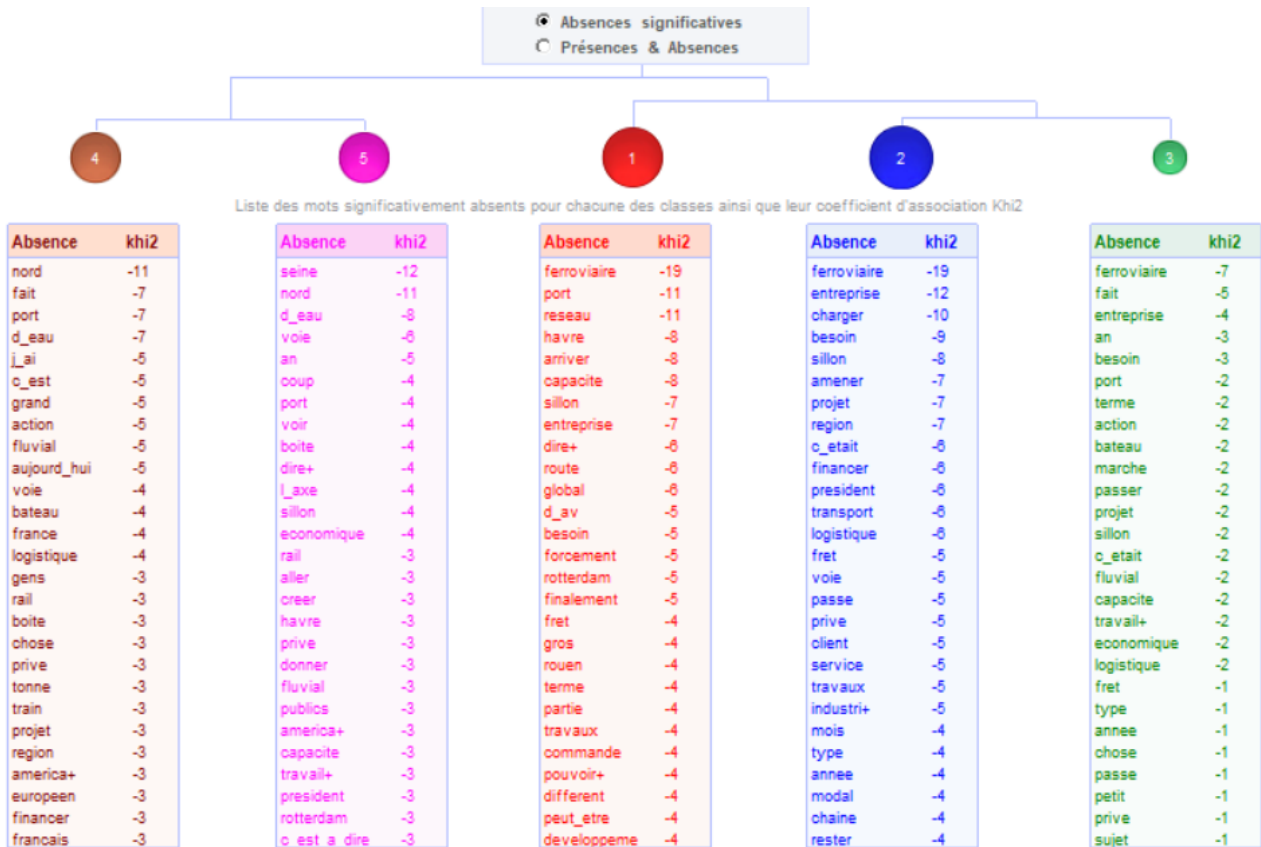 Absences significatives
Présences & Absences
4 5 1 2 3
Liste des mots significativement absents pour chacune des classes ainsi que leur coefficient d'association Khi2
Absence khi2 Absence khi2 Absence khi2 Absence khi2 Absence khi2
nord -11 seine -12 ferroviaire -19 ferroviaire -19 ferroviaire -7
fait -7 nord -11 port -11 entreprise -12 fait -5
port -7 d_eau -8 reseau -11 charger -10 entreprise -4
d_eau -7 voie -6 havre -8 besoin -9 an -3
j_ai -5 an -5 arriver -8 sillon -8 besoin -3
c_est -5 coup -4 capacite -8 amener -7 port -2
grand -5 port -4 sillon -7 projet -7 terme -2
action -5 voir -4 entreprise -7 region -7 action -2
fluvial -5 boite -4 dire+ -6 c_etait -6 bateau -2
aujourd_hui -5 dire+ -4 route -6 financer -6 marche -2
voie -4 l_axe -4 global -6 president -6 passer -2
bateau -4 sillon -4 d_av -5 transport -6 projet -2
france -4 economique -4 besoin -5 logistique -6 sillon -2
logistique -4 rail -3 forcement -5 fret -5 c_etait -2
gens -3 aller -3 rotterdam -5 voie -5 fluvial -2
rail -3 creer -3 finalement -5 passe -5 capacite -2
boite -3 havre -3 fret -4 prive -5 travail+ -2
chose -3 prive -3 gros -4 client -5 economique -2
prive -3 donner -3 rouen -4 service -5 logistique -2
tonne -3 fluvial -3 terme -4 travaux -5 fret -1
train -3 publics -3 partie -4 industri+ -5 type -1
projet -3 america+ -3 travaux -4 mois -4 annee -1
region -3 capacite -3 commande -4 type -4 chose -1
america+ -3 travail+ -3 pouvoir+ -4 annee -4 passe -1
europeen -3 president -3 different -4 modal -4 petit -1
financer -3 rotterdam -3 peut_etre -4 chaine -4 prive -1
francais -3 c_est_a_dire -3 developpeme -4 rester -4 sujet -1